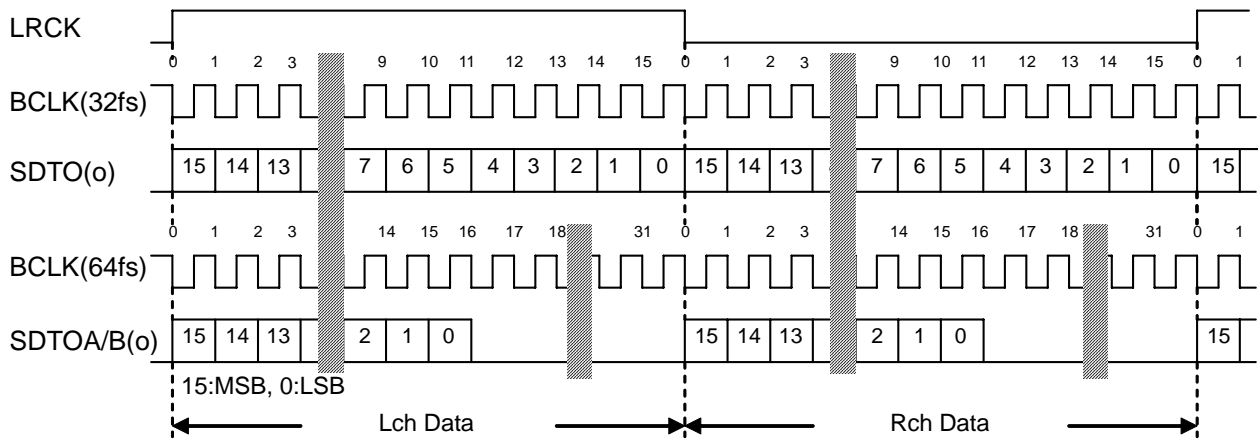 LRCK
0 1 2 3 9 10 11 12 13 14 15 0 1 2 3 9 10 11 12 13 14 15 0 1
BCLK(32fs)
SDTO(o) 15 14 13 7 6 5 4 3 2 1 0 15 14 13 7 6 5 4 3 2 1 0 15
0 1 2 3 14 15 16 17 18 31 0 1 2 3 14 15 16 17 18 31 0 1
BCLK(64fs)
SDTOA/B(o) 15 14 13 2 1 0 15 14 13 2 1 0 15
15:MSB, 0:LSB
Lch Data Rch Data